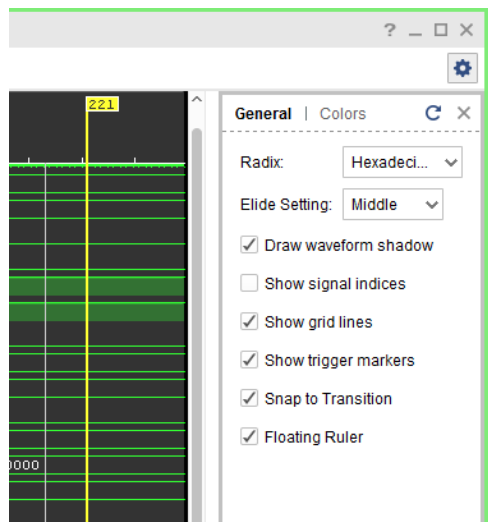 ?
221
General | Colors
Radix: Hexadeci...
Elide Setting: Middle
Draw waveform shadow
Show signal indices
Show grid lines
Show trigger markers
Snap to Transition
Floating Ruler
0000